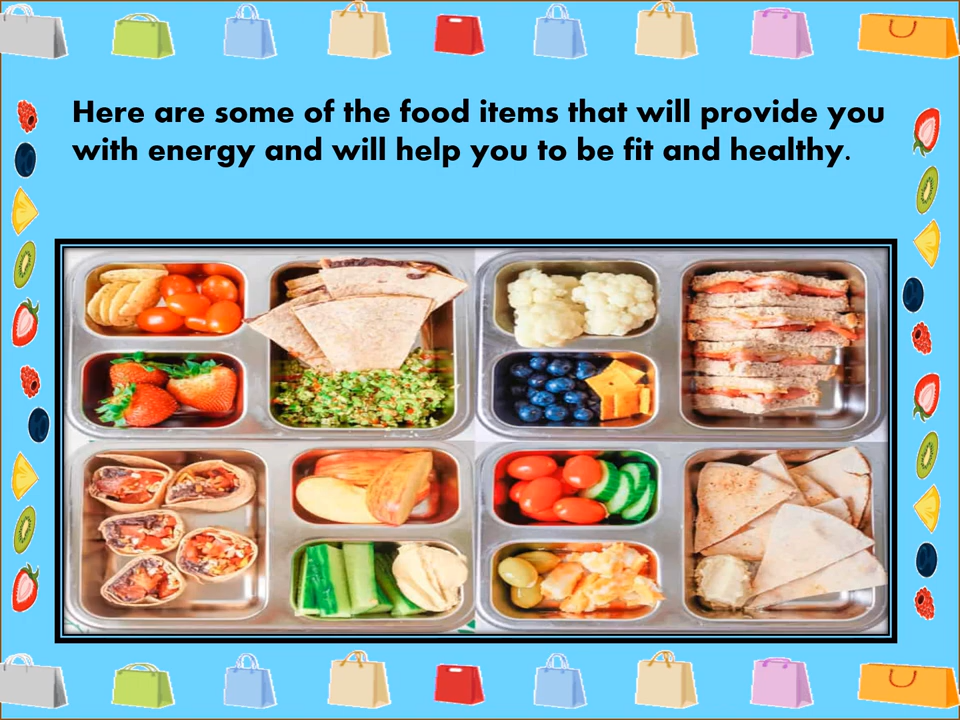 Here are some of the food items that will provide you
with energy and will help you to be fit and healthy.